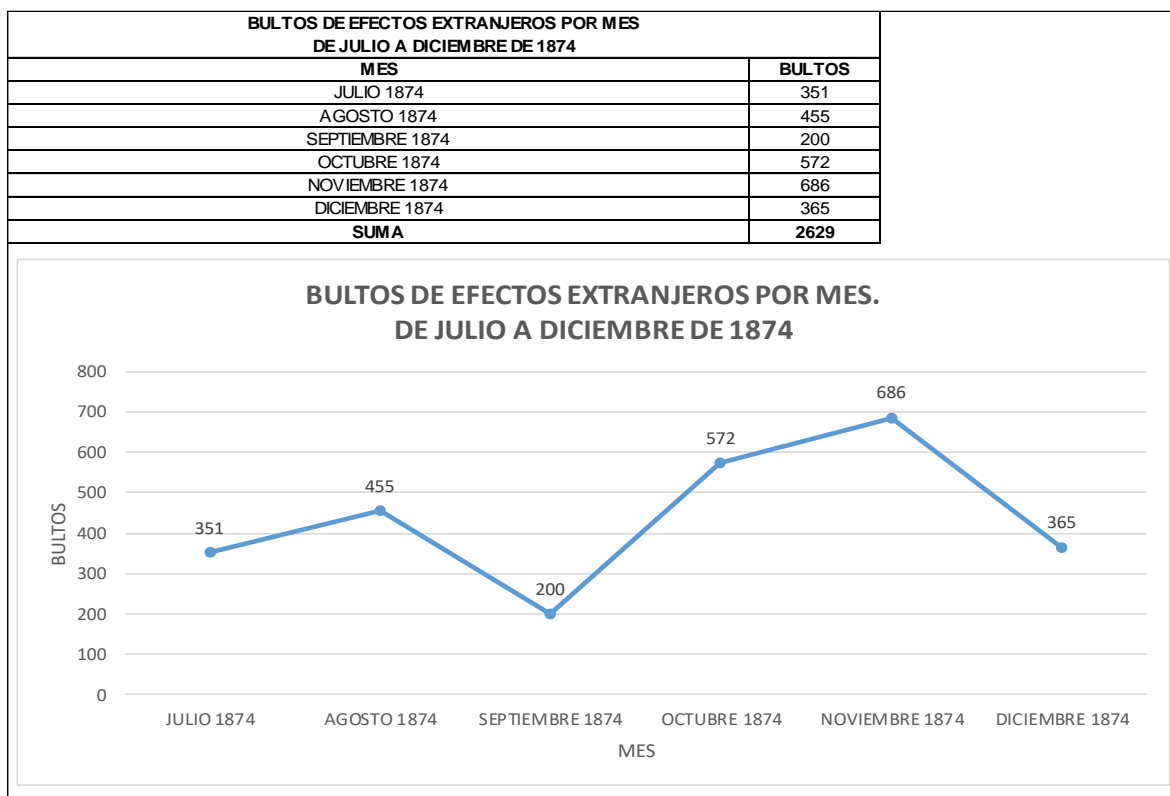 BULTOS DE EFECTOS EXTRANJEROS POR MES
DE JULIO A DICIEMBRE DE 1874
MES BULTOS
JULIO 1874 351
AGOSTO 1874 455
SEPTIEMBRE 1874 200
OCTUBRE 1874 572
NOVIEMBRE 1874 686
DICIEMBRE 1874 365
SUMA 2629
BULTOS DE EFECTOS EXTRANJEROS POR MES.
DE JULIO A DICIEMBRE DE 1874
800
700
600
500
400
300
200
100
0
BULTOS
351
455
200
572
686
365
JULIO 1874 AGOSTO 1874 SEPTIEMBRE 1874 OCTUBRE 1874 NOVIEMBRE 1874 DICIEMBRE 1874
MES